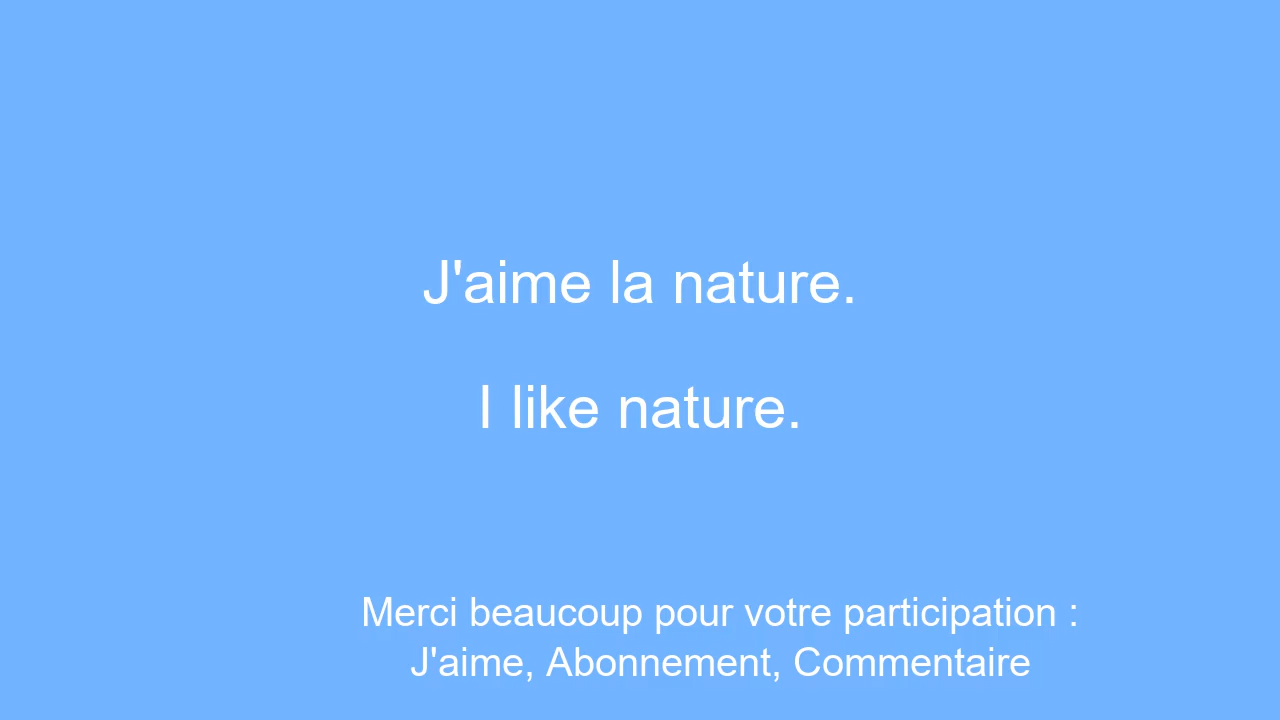 J'aime la nature.
I like nature.
Merci beaucoup pour votre participation :
J'aime, Abonnement, Commentaire